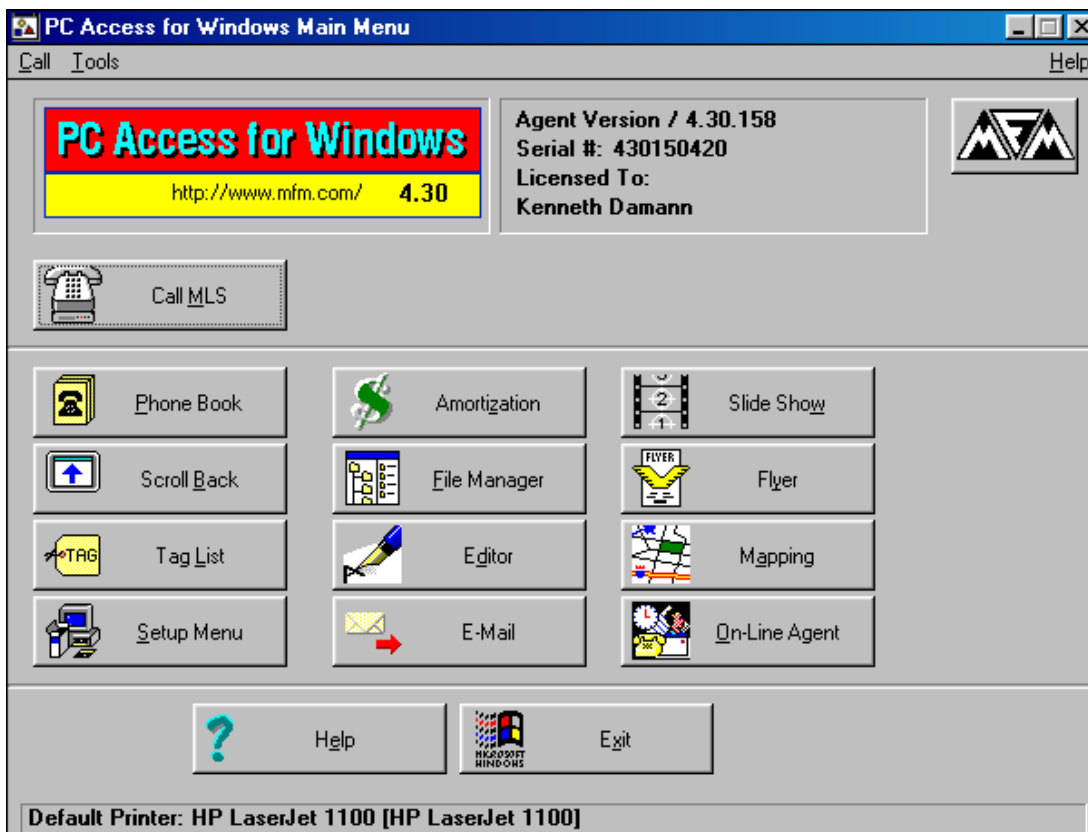 PC Access for Windows Main Menu
Call Tools Help
PC Access for Windows
http://www.mfm.com/ 4.30
Agent Version / 4.30.158
Serial #: 430150420
Licensed To:
Kenneth Damann
MFM
Call MLS
Phone Book
Amortization
Slide Show
Scroll Back
File Manager
FLYER
Flyer
TAG
Tag List
Editor
Mapping
Setup Menu
E-Mail
On-Line Agent
?
Help
MICROSOFT
WINDOWS
Exit
Default Printer: HP LaserJet 1100 [HP LaserJet 1100]